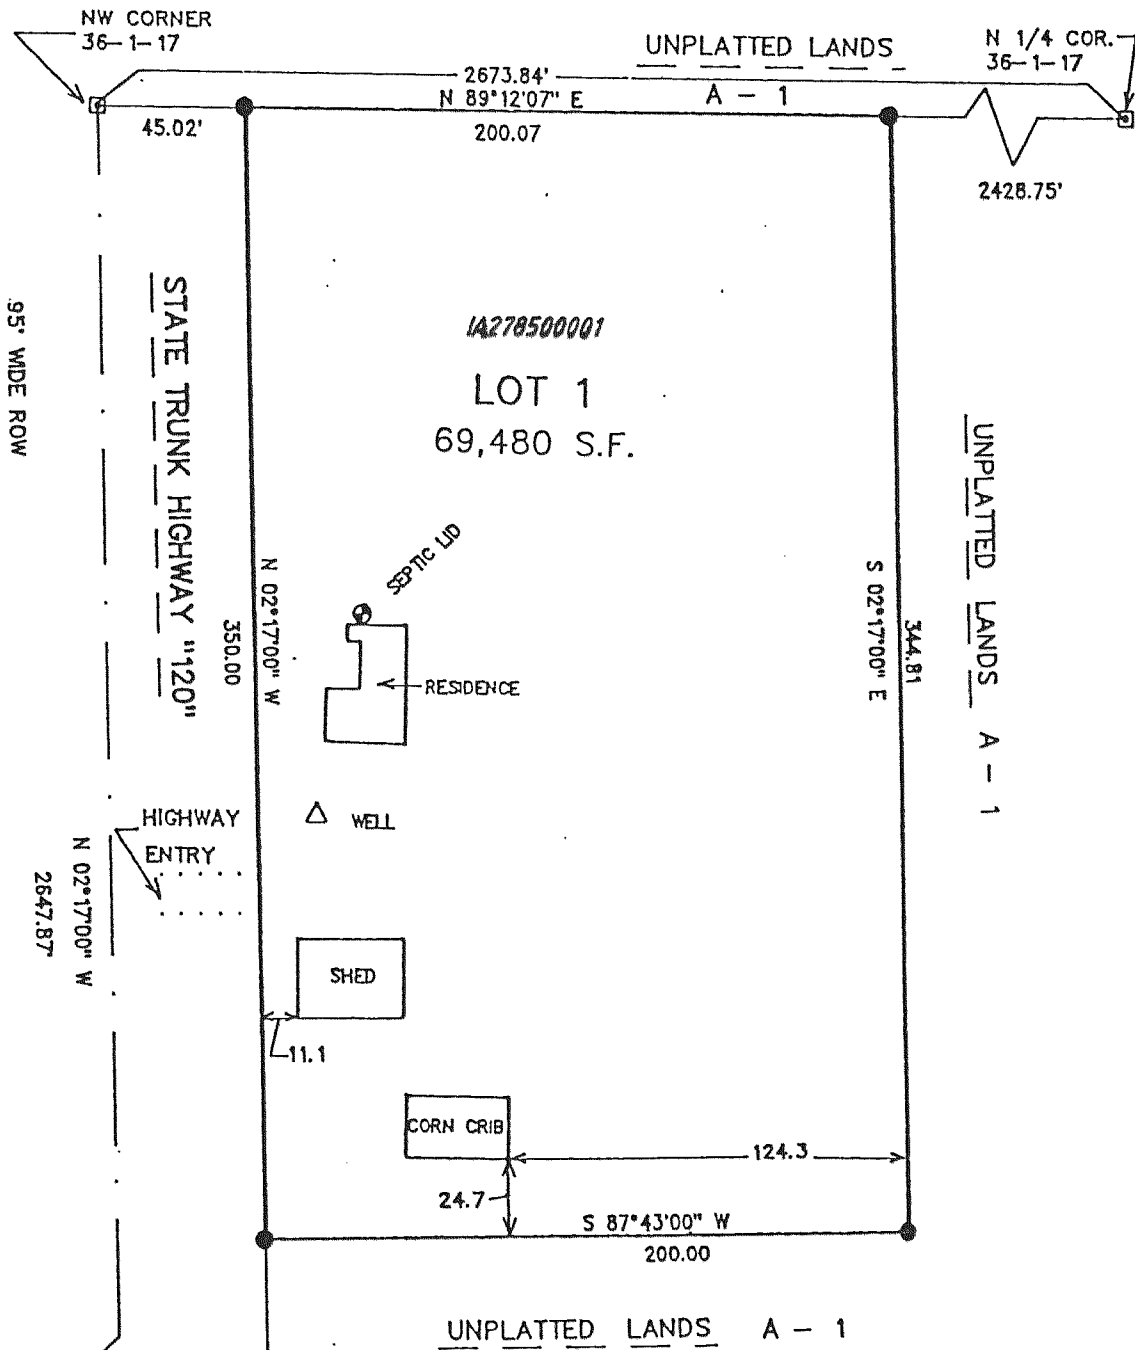 NW CORNER
36-1-17
UNPLATTED LANDS
A - 1
N 1/4 COR.
36-1-17
2673.84'
N 89°12'07" E
45.02'
200.07
2428.75'
STATE TRUNK HIGHWAY "120"
95' WIDE ROW
IA278500001
LOT 1
69,480 S.F.
UNPLATTED LANDS A - 1
SEPTIC LID
N 02°17'00" W
350.00
S 02°17'00" E
344.81
RESIDENCE
HIGHWAY
ENTRY
WELL
N 02°17'00" W
2647.87'
SHED
11.1
CORN CRIB
124.3
24.7
S 87°43'00" W
200.00
UNPLATTED LANDS A - 1